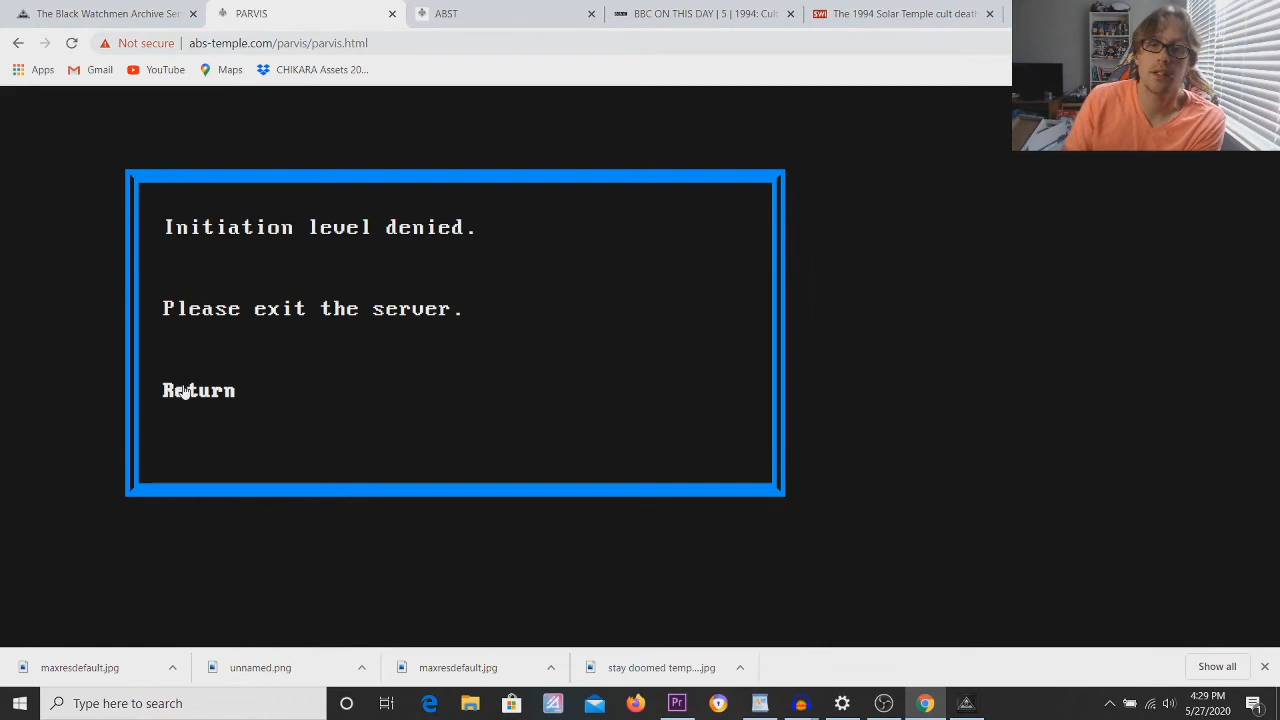 The Black Watchmen Archive Ser
PARVIS
ABST
BBC ON THIS DAY | 5 | 1994: Cult
SWI
The 1994 Solar Temple cult death
Not secure
abs-temple.com/parvis/parvis.html
Apps
Gmail
YouTube
Maps
CHIKARA Assets 20...
Initiation level denied.
Please exit the server.
Return
maxresdefault.jpg
unnamed.png
maxresdefault.jpg
stay doomed temp....jpg
Show all
Type here to search
Pr
4:29 PM
5/27/2020